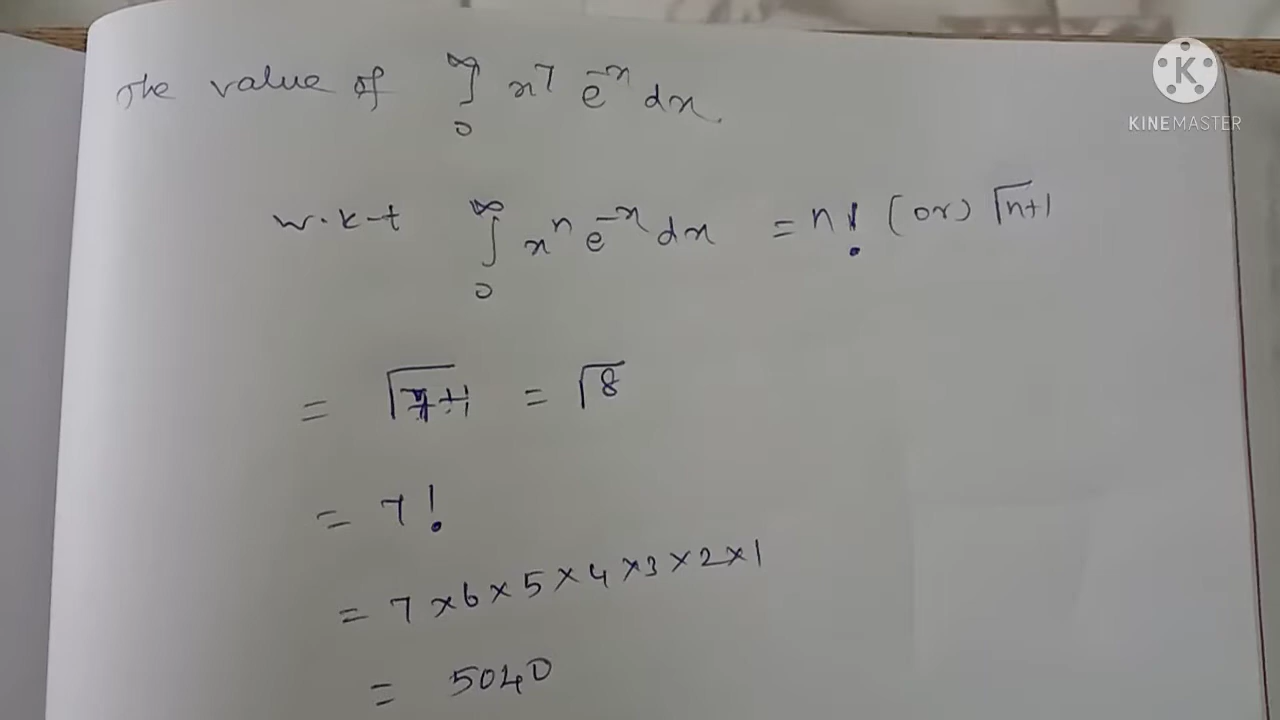 The value of ∞∫0 x7 e-x dx.
K
KINEMASTER
w.k-t ∞∫0 xn e-x dx = n! (or) Γn+1
= Γ7+1 = Γ8
= 7!
= 7×6×5×4×3×2×1
= 5040